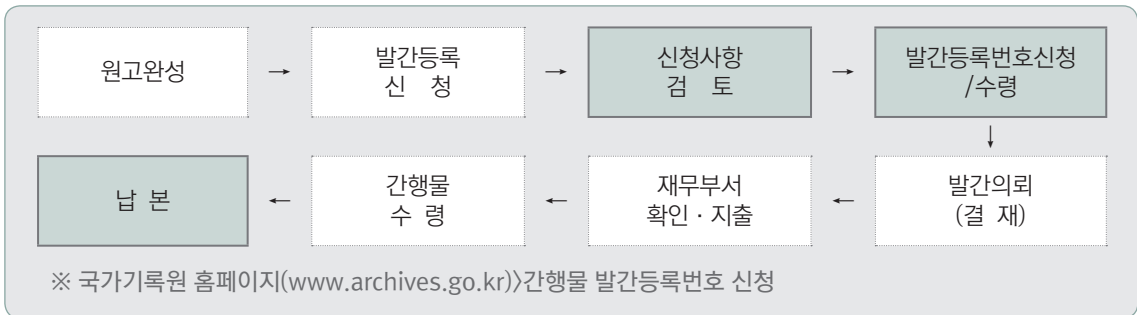 원고완성 → 발간등록 → 신청사항 → 발간등록번호신청
신 청 검 토 /수령
↓
납 본 ← 간행물 ← 재무부서 ← 발간의뢰
수 령 확인 · 지출 (결 재)
※ 국가기록원 홈페이지(www.archives.go.kr)〉간행물 발간등록번호 신청